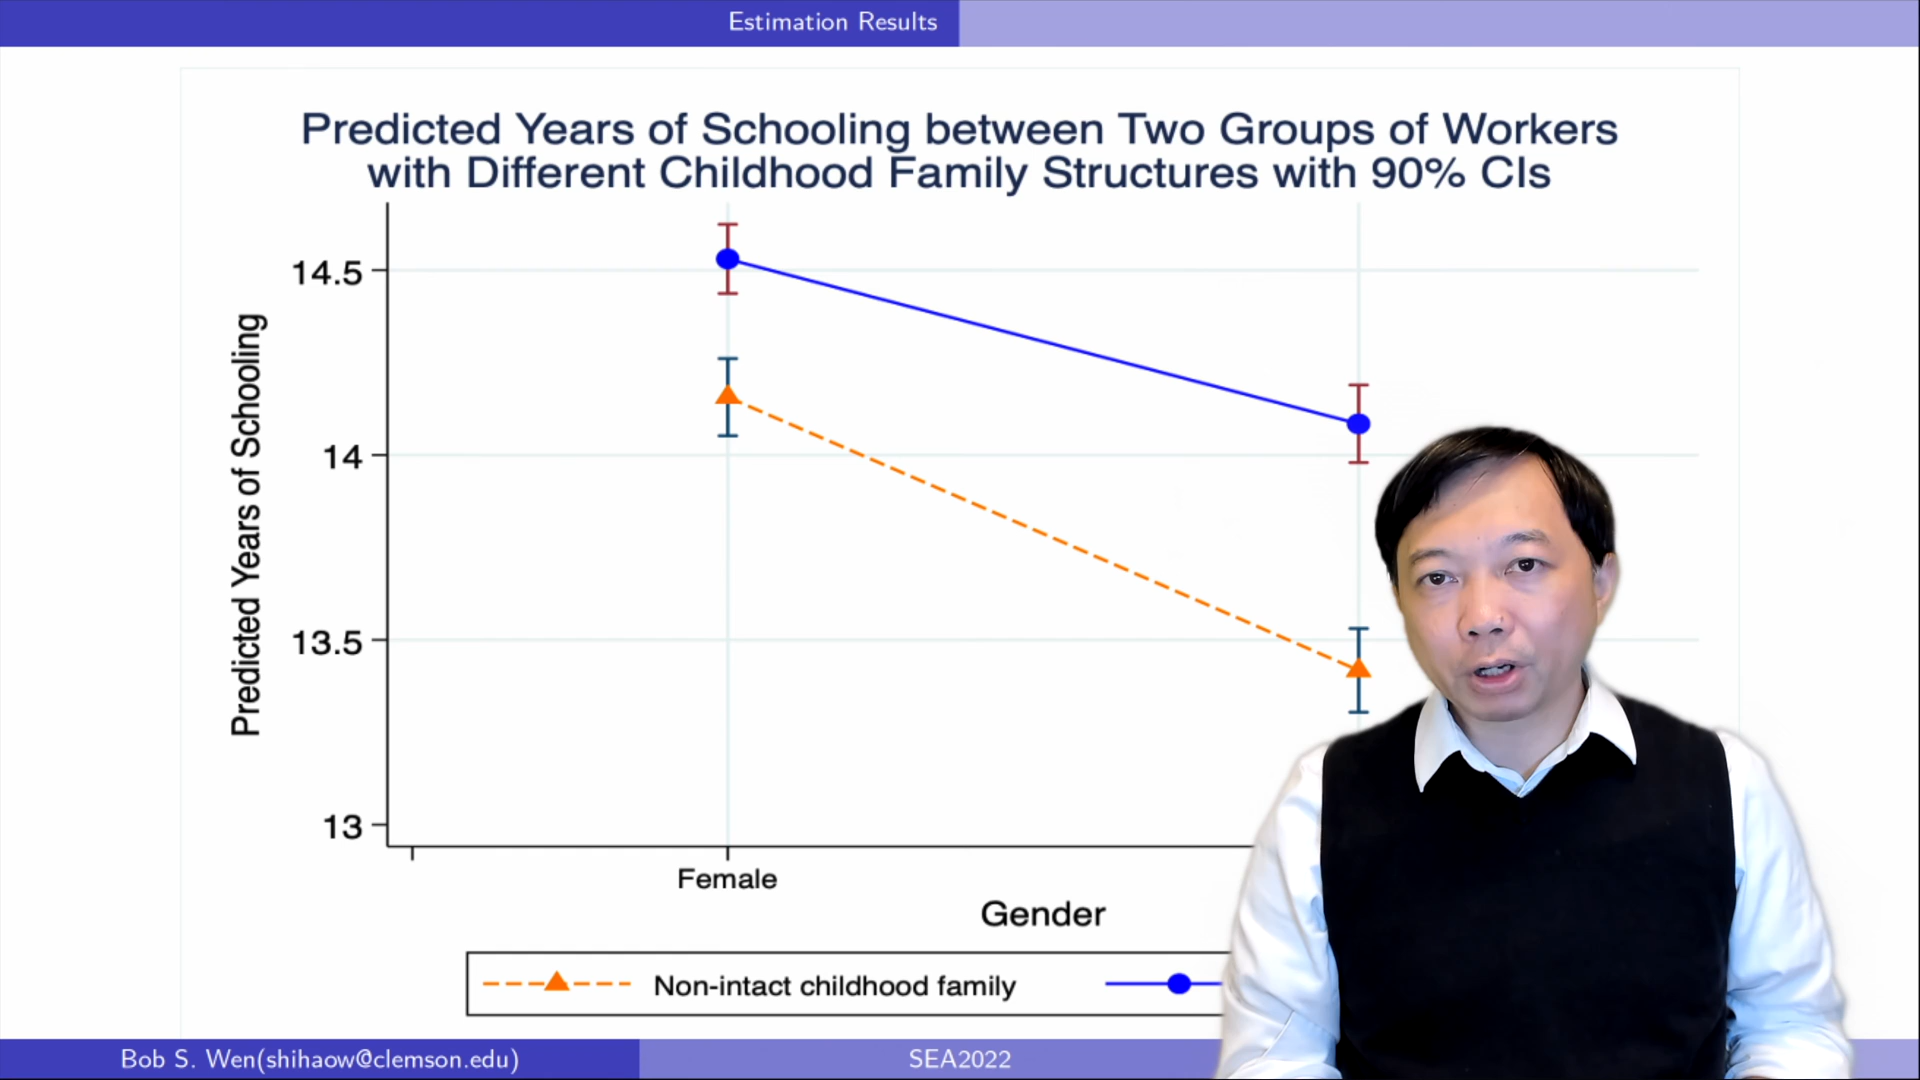 Estimation Results
Predicted Years of Schooling between Two Groups of Workers
with Different Childhood Family Structures with 90% CIs
Predicted Years of Schooling
14.5
14
13.5
13
Female
Gender
Non-intact childhood family
Bob S. Wen(shihaow@clemson.edu)
SEA2022